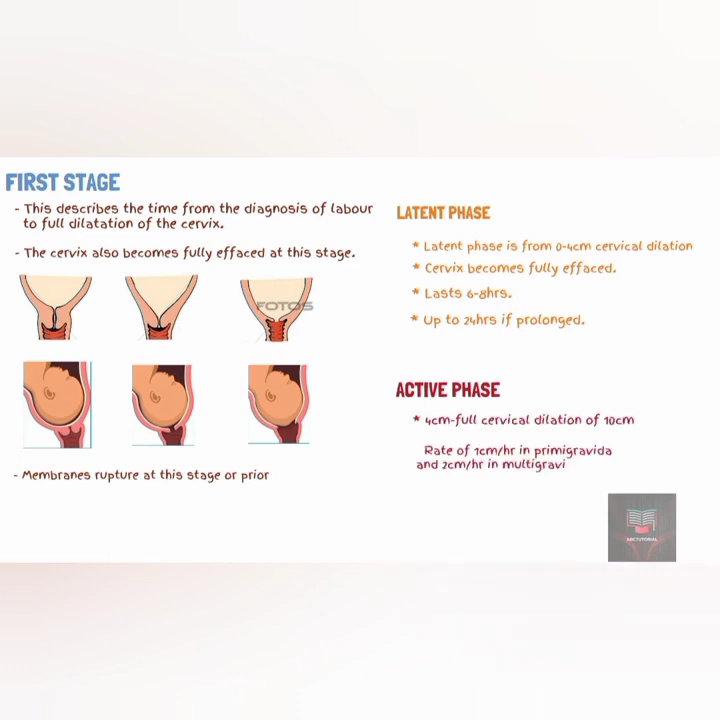 FIRST STAGE
- This describes the time from the diagnosis of labour
to full dilatation of the cervix.
- The cervix also becomes fully effaced at this stage.
FOTOS
- Membranes rupture at this stage or prior
LATENT PHASE
* Latent phase is from 0-4cm cervical dilation
* Cervix becomes fully effaced.
* Lasts 6-8hrs.
* Up to 24hrs if prolonged.
ACTIVE PHASE
* 4cm-full cervical dilation of 10cm
Rate of 1cm/hr in primigravida
and 2cm/hr in multigravi
ABCTUTORIAL